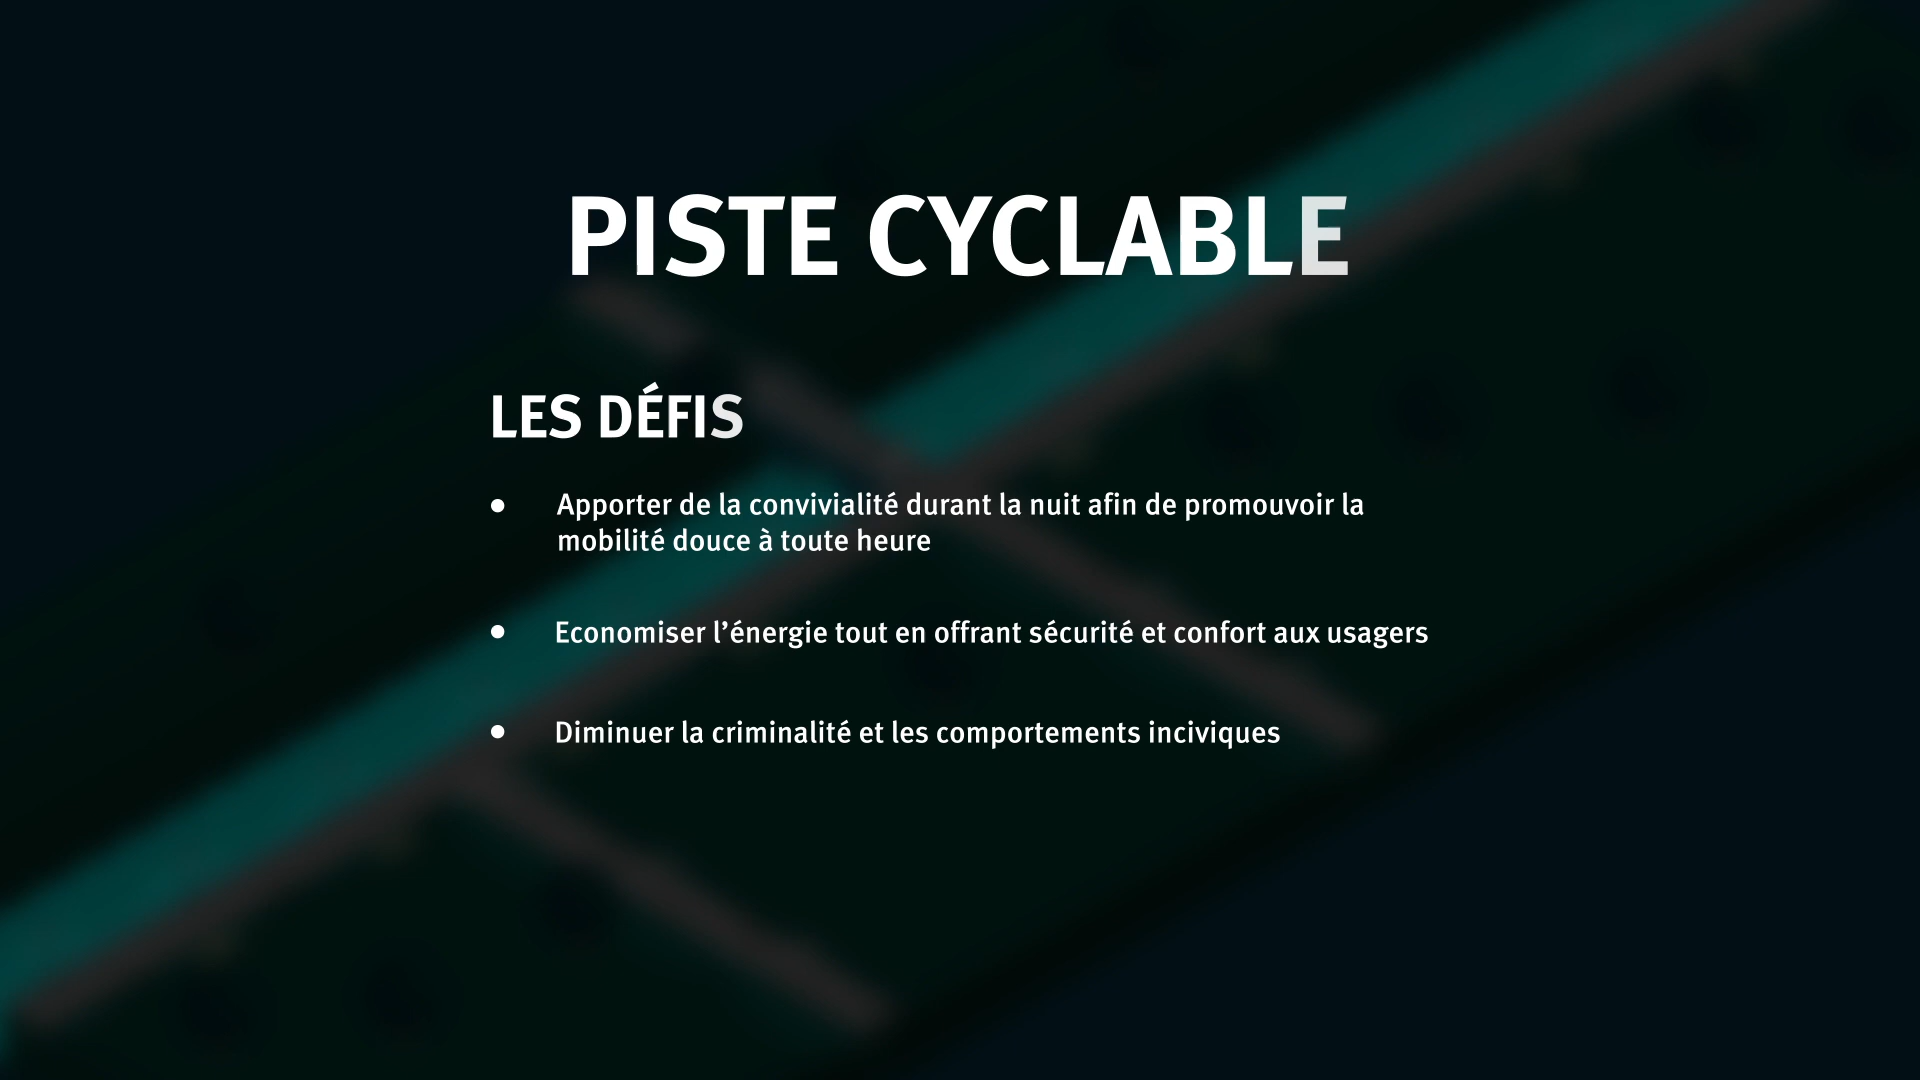 PISTE CYCLABLE
LES DÉFIS
• Apporter de la convivialité durant la nuit afin de promouvoir la
mobilité douce à toute heure
• Economiser l’énergie tout en offrant sécurité et confort aux usagers
• Diminuer la criminalité et les comportements inciviques